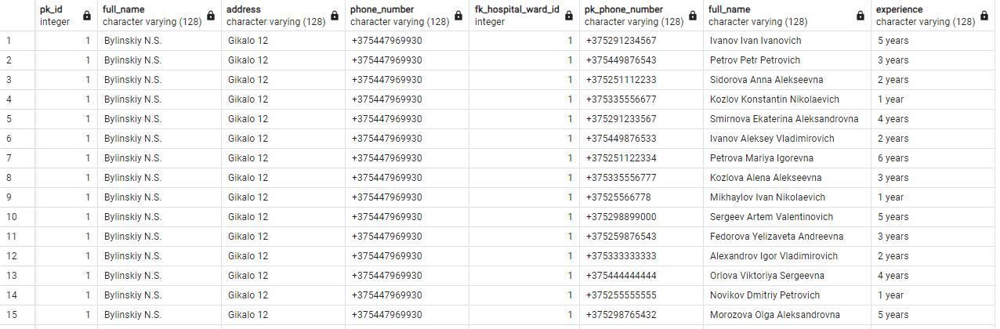 pk_id full_name address phone_number fk_hospital_ward_id pk_phone_number full_name experience
integer character varying (128) character varying (128) character varying (128) integer character varying (128) character varying (128) character varying (128)
1 1 Bylinskiy N.S. Gikalo 12 +375447969930 1 +375291234567 Ivanov Ivan Ivanovich 5 years
2 1 Bylinskiy N.S. Gikalo 12 +375447969930 1 +375449876543 Petrov Petr Petrovich 3 years
3 1 Bylinskiy N.S. Gikalo 12 +375447969930 1 +375251112233 Sidorova Anna Alekseevna 2 years
4 1 Bylinskiy N.S. Gikalo 12 +375447969930 1 +375335556677 Kozlov Konstantin Nikolaevich 1 year
5 1 Bylinskiy N.S. Gikalo 12 +375447969930 1 +375291233567 Smirnova Ekaterina Aleksandrovna 4 years
6 1 Bylinskiy N.S. Gikalo 12 +375447969930 1 +375449876533 Ivanov Aleksey Vladimirovich 2 years
7 1 Bylinskiy N.S. Gikalo 12 +375447969930 1 +375251122334 Petrova Mariya Igorevna 6 years
8 1 Bylinskiy N.S. Gikalo 12 +375447969930 1 +375335556777 Kozlova Alena Alekseevna 3 years
9 1 Bylinskiy N.S. Gikalo 12 +375447969930 1 +37525566778 Mikhaylov Ivan Nikolaevich 1 year
10 1 Bylinskiy N.S. Gikalo 12 +375447969930 1 +375298899000 Sergeev Artem Valentinovich 5 years
11 1 Bylinskiy N.S. Gikalo 12 +375447969930 1 +375259876543 Fedorova Yelizaveta Andreevna 3 years
12 1 Bylinskiy N.S. Gikalo 12 +375447969930 1 +375333333333 Alexandrov Igor Vladimirovich 2 years
13 1 Bylinskiy N.S. Gikalo 12 +375447969930 1 +375444444444 Orlova Viktoriya Sergeevna 4 years
14 1 Bylinskiy N.S. Gikalo 12 +375447969930 1 +375255555555 Novikov Dmitriy Petrovich 1 year
15 1 Bylinskiy N.S. Gikalo 12 +375447969930 1 +375298765432 Morozova Olga Aleksandrovna 5 years